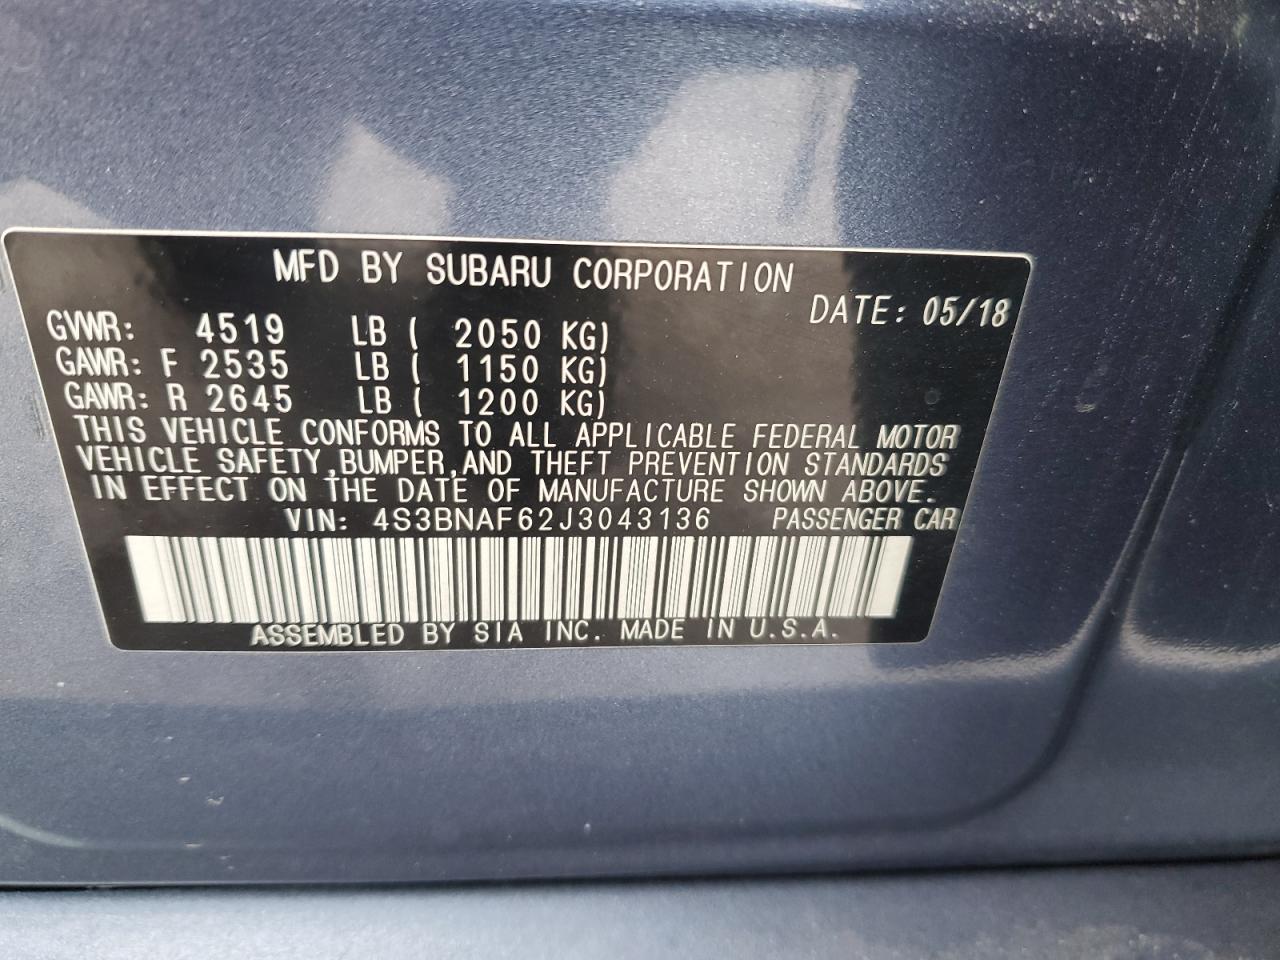 MFD BY SUBARU CORPORATION
DATE: 05/18
GVWR: 4519 LB ( 2050 KG)
GAWR: F 2535 LB ( 1150 KG)
GAWR: R 2645 LB ( 1200 KG)
THIS VEHICLE CONFORMS TO ALL APPLICABLE FEDERAL MOTOR
VEHICLE SAFETY,BUMPER,AND THEFT PREVENTION STANDARDS
IN EFFECT ON THE DATE OF MANUFACTURE SHOWN ABOVE.
VIN: 4S3BNAF62J3043136 PASSENGER CAR
ASSEMBLED BY SIA INC. MADE IN U.S.A.